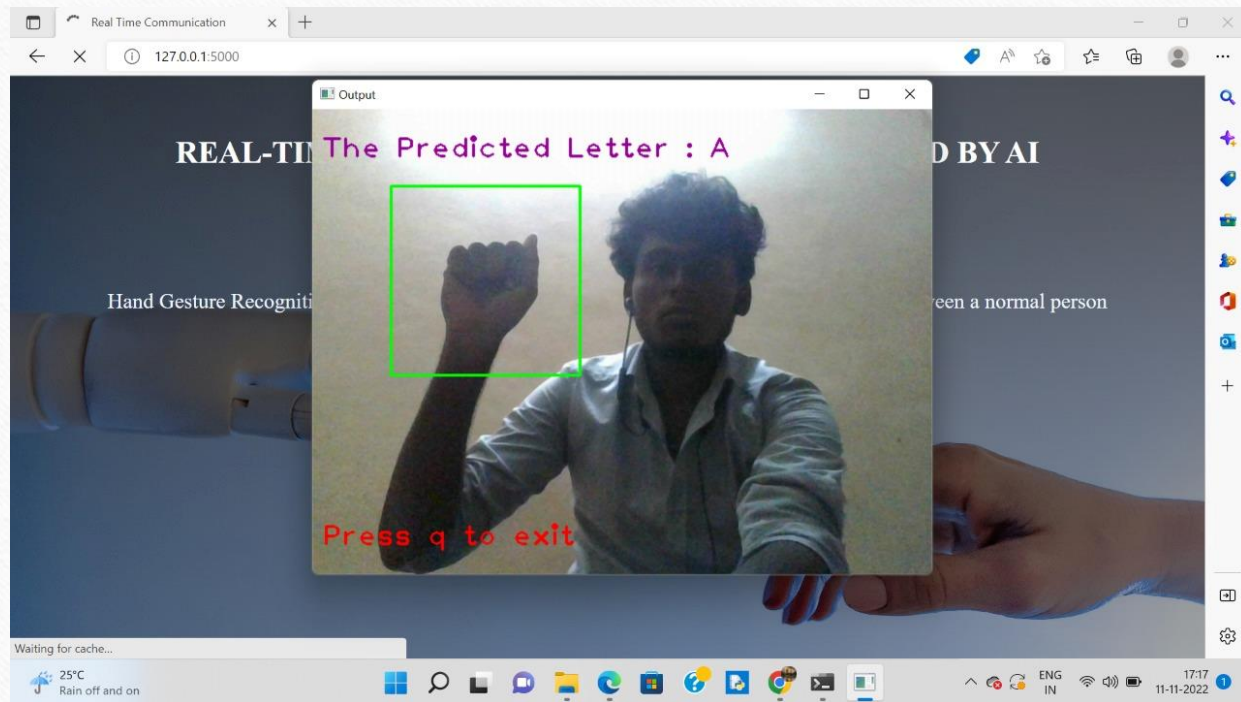 Real Time Communication
127.0.0.1:5000
Output
REAL-TI
The Predicted Letter : A
D BY AI
Hand Gesture Recogniti
een a normal person
Press q to exit
Waiting for cache...
25°C
Rain off and on
ENG
IN
17:17
11-11-2022
1